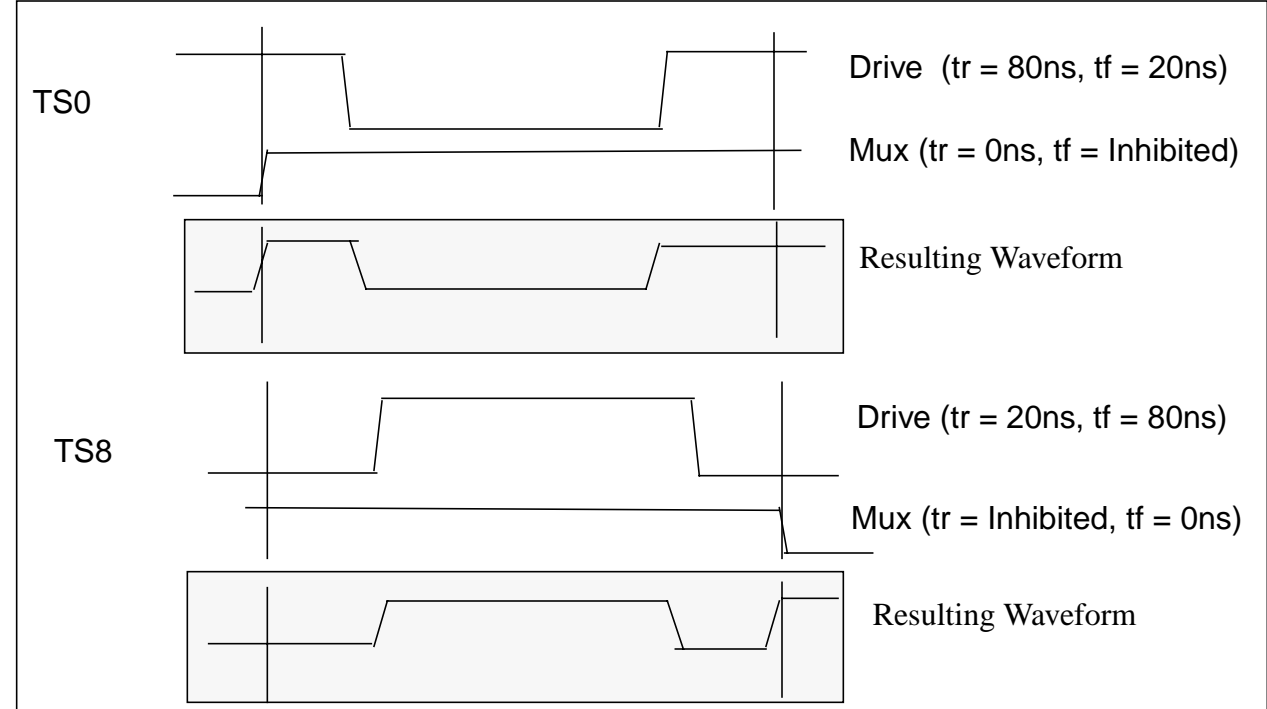 Drive (tr = 80ns, tf = 20ns)
TS0
Mux (tr = 0ns, tf = Inhibited)
Resulting Waveform
Drive (tr = 20ns, tf = 80ns)
TS8
Mux (tr = Inhibited, tf = 0ns)
Resulting Waveform